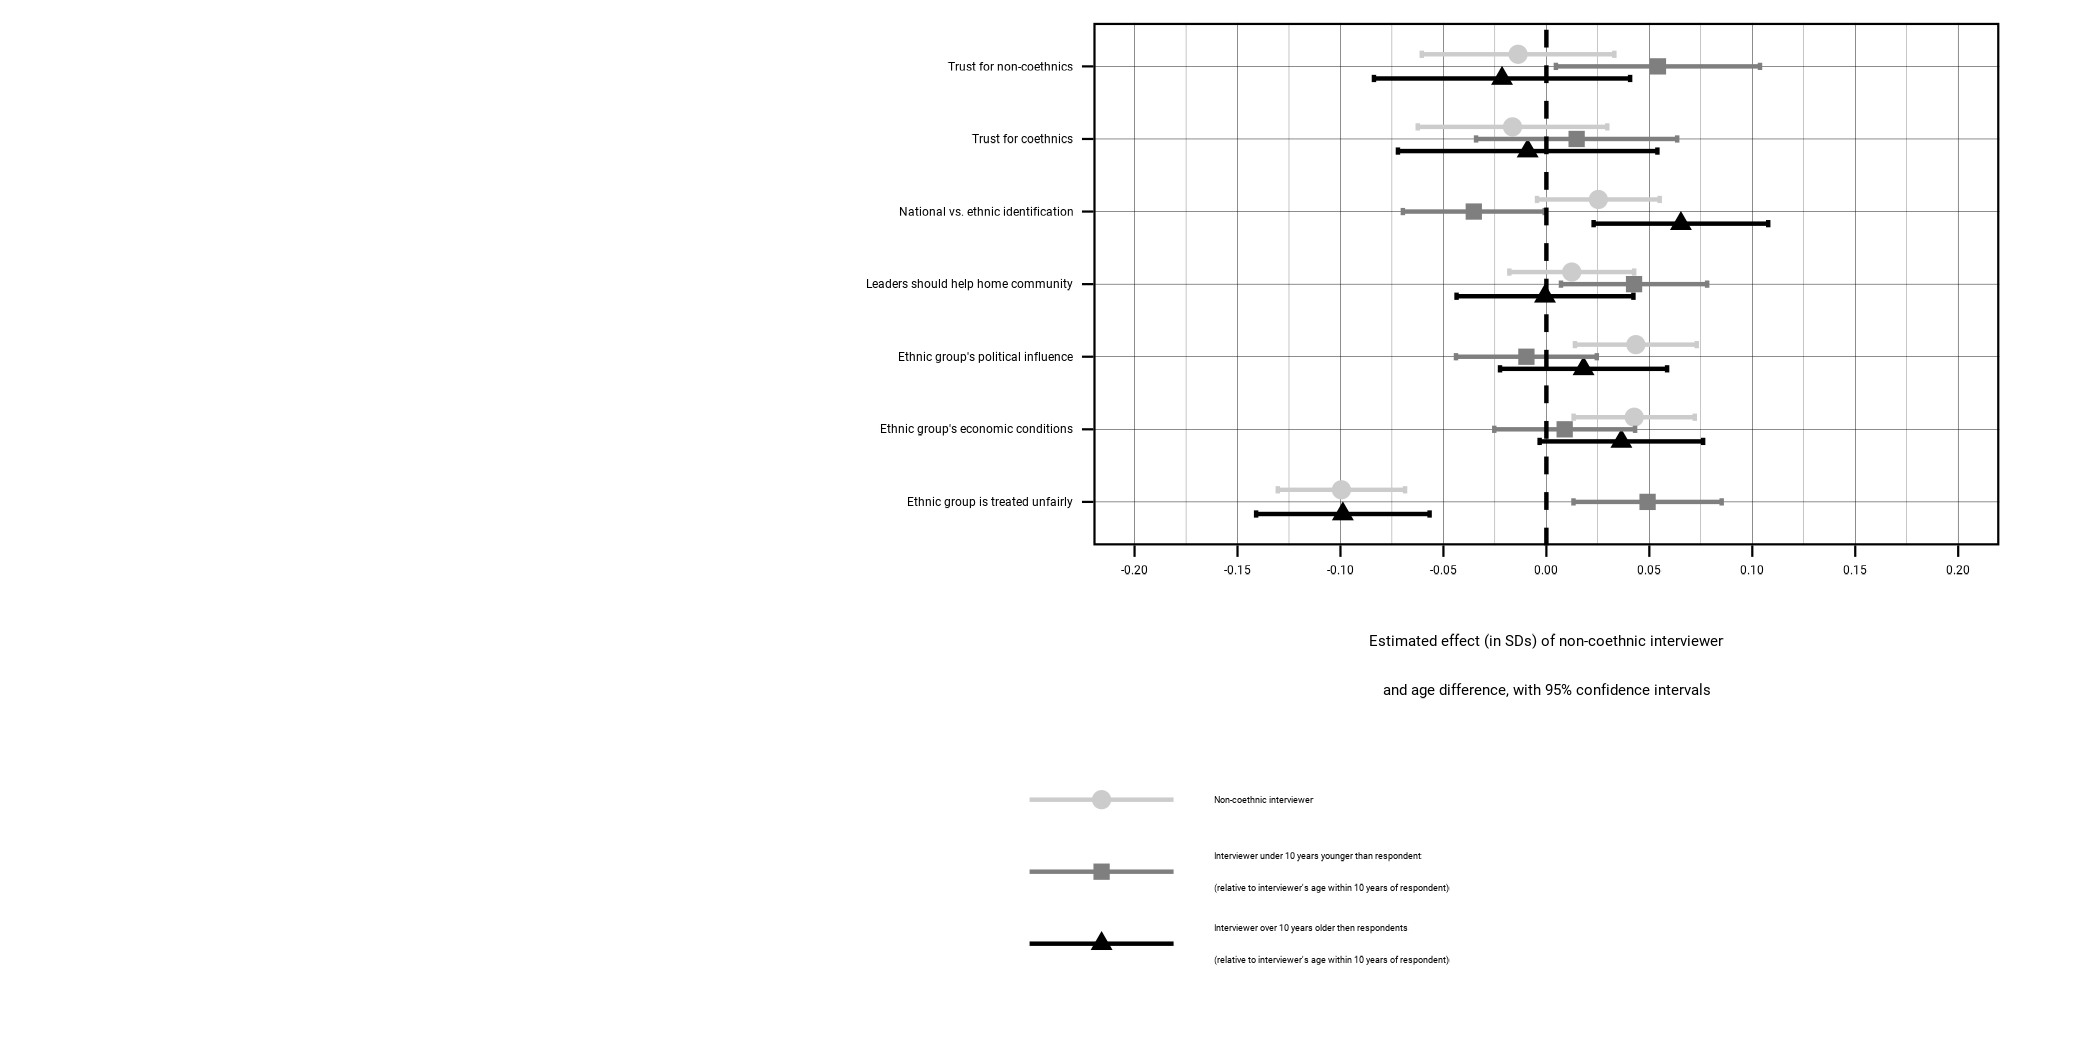 Trust for non-coethnics
Trust for coethnics
National vs. ethnic identification
Leaders should help home community
Ethnic group's political influence
Ethnic group's economic conditions
Ethnic group is treated unfairly
-0.20 -0.15 -0.10 -0.05 0.00 0.05 0.10 0.15 0.20
Estimated effect (in SDs) of non-coethnic interviewer
and age difference, with 95% confidence intervals
Non-coethnic interviewer
Interviewer under 10 years younger than respondent
(relative to interviewer's age within 10 years of respondent)
Interviewer over 10 years older then respondents
(relative to interviewer's age within 10 years of respondent)